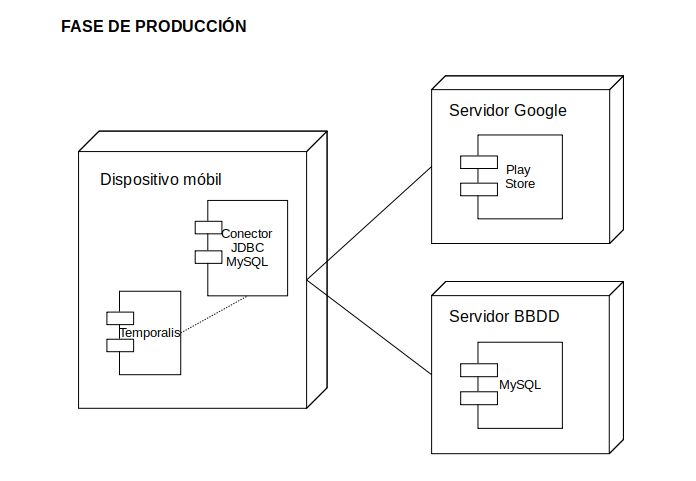 FASE DE PRODUCCIÓN
Servidor Google
Play
Store
Dispositivo móbil
Conector
JDBC
MySQL
Temporalis
Servidor BBDD
MySQL